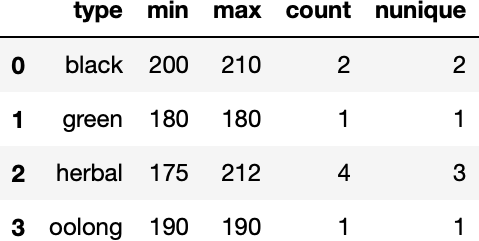 type min max count nunique
0 black 200 210 2 2
1 green 180 180 1 1
2 herbal 175 212 4 3
3 oolong 190 190 1 1